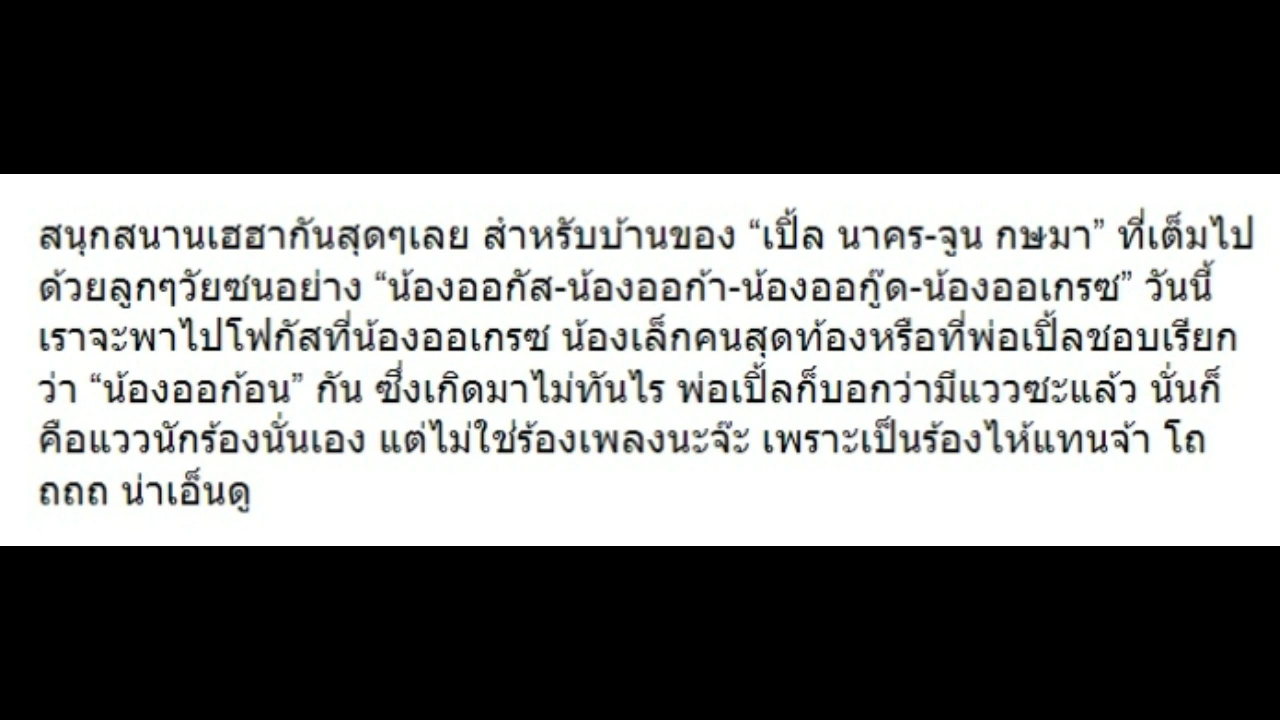 สนุกสนานเฮฮากันสุดๆเลย สำหรับบ้านของ “เปิ้ล นาคร-จูน กษมา” ที่เต็มไป
ด้วยลูกๆวัยซนอย่าง “น้องออกัส-น้องออก้า-น้องออกู๊ด-น้องออเกรซ” วันนี้
เราจะพาไปโฟกัสที่น้องออเกรซ น้องเล็กคนสุดท้องหรือที่พ่อเปิ้ลชอบเรียก
ว่า “น้องออก้อน” กัน ซึ่งเกิดมาไม่ทันไร พ่อเปิ้ลก็บอกว่ามีแววซะแล้ว นั่นก็
คือแววนักร้องนั่นเอง แต่ไม่ใช่ร้องเพลงนะจ๊ะ เพราะเป็นร้องไห้แทนจ้า โถ
ถถถ น่าเอ็นดู